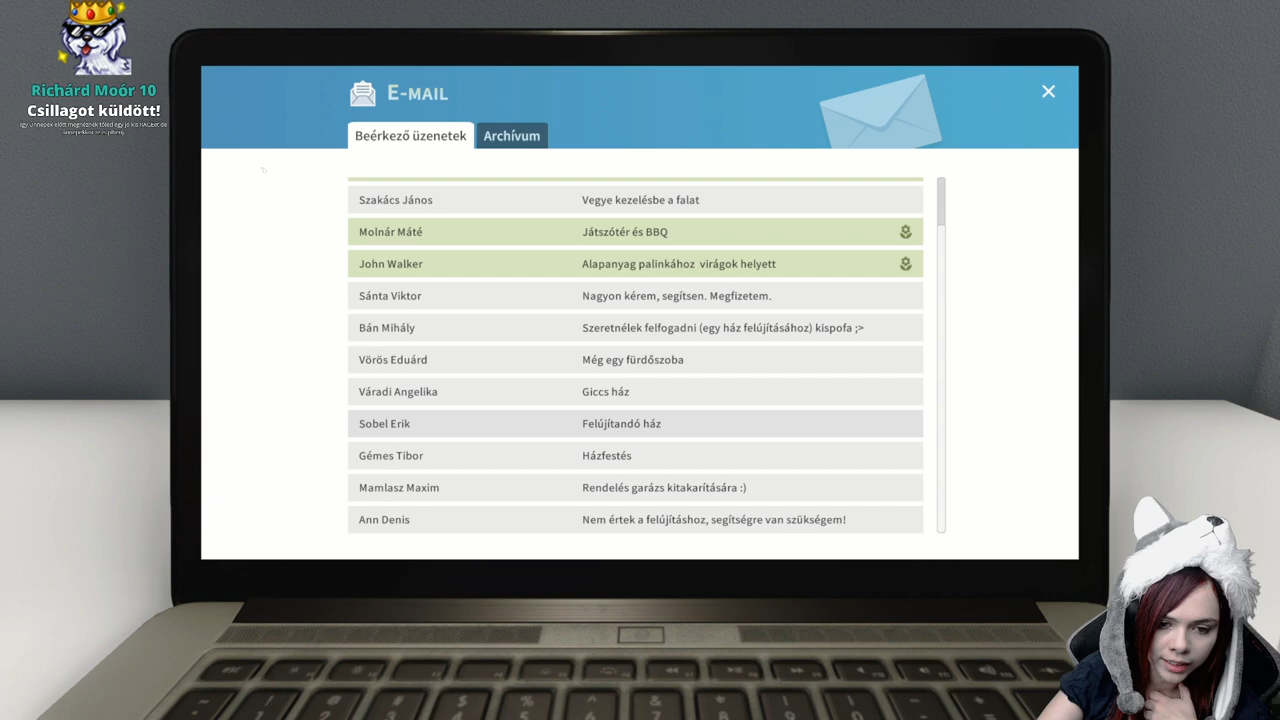 Richárd Moór 10
Csillagot küldött!
E-MAIL
Beérkező üzenetek
Archívum
Szakács János Vegye kezelésbe a falat
Molnár Máté Játszótér és BBQ
John Walker Alapanyag palinkához virágok helyett
Sánta Viktor Nagyon kérem, segítsen. Megfizetem.
Bán Mihály Szeretnélek felfogadni (egy ház felújításához) kispofa ;>
Vörös Eduárd Még egy fürdőszoba
Váradi Angelika Giccs ház
Sobel Erik Felújítandó ház
Gémes Tibor Házfestés
Mamlasz Maxim Rendelés garázs kitakarítására :)
Ann Denis Nem értek a felújításhoz, segítségre van szükségem!